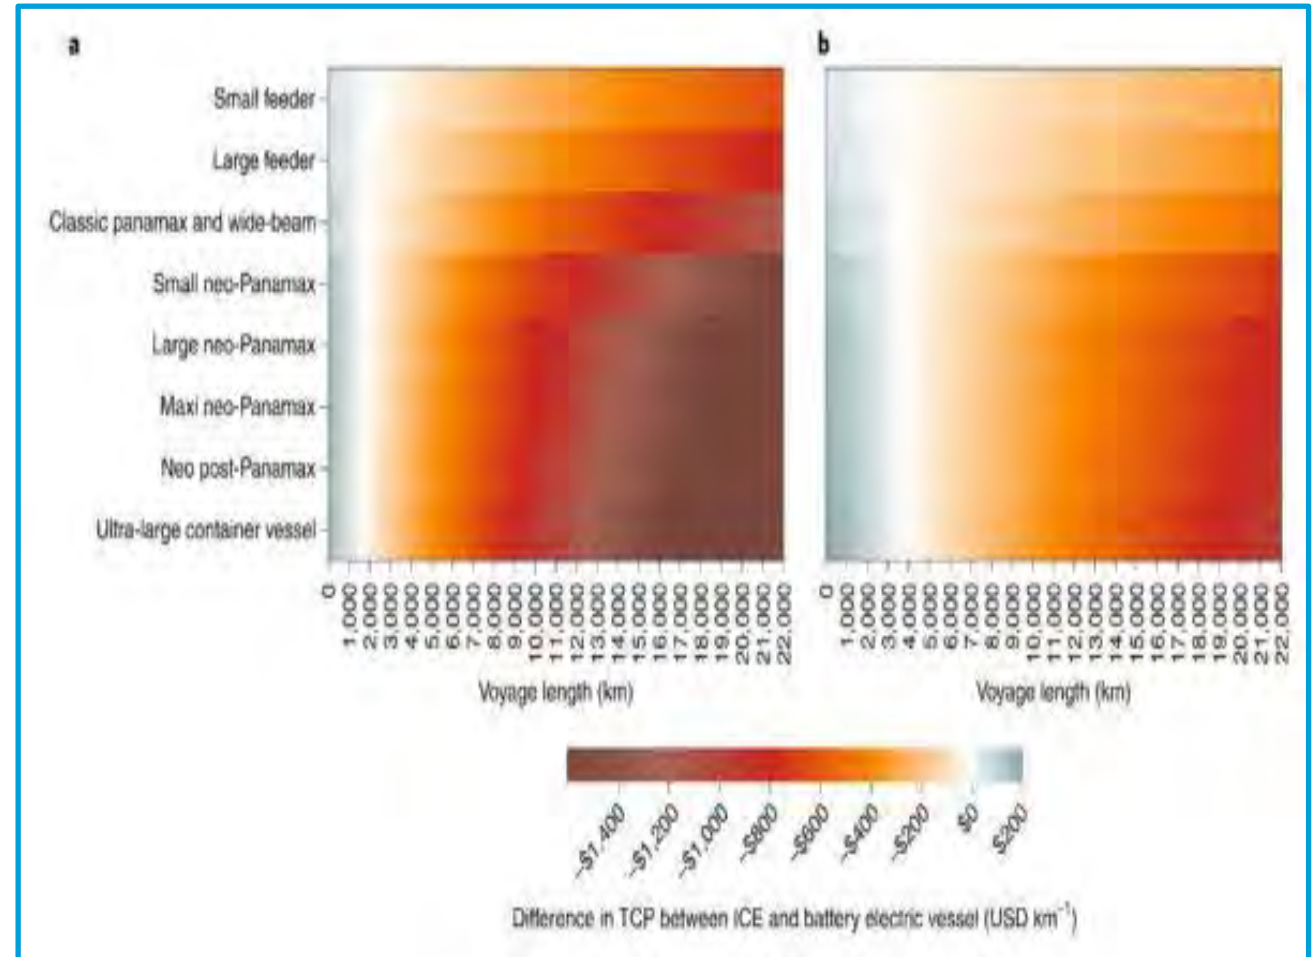 a
b
Small feeder
Large feeder
Classic panamax and wide-beam
Small neo-Panamax
Large neo-Panamax
Maxi neo-Panamax
Neo post-Panamax
Ultra-large container vessel
0 1,000 2,000 3,000 4,000 5,000 6,000 7,000 8,000 9,000 10,000 11,000 12,000 13,000 14,000 15,000 16,000 17,000 18,000 19,000 20,000 21,000 22,000
0 1,000 2,000 3,000 4,000 5,000 6,000 7,000 8,000 9,000 10,000 11,000 12,000 13,000 14,000 15,000 16,000 17,000 18,000 19,000 20,000 21,000 22,000
Voyage length (km)
Voyage length (km)
–$1,400 –$1,200 –$1,000 –$800 –$600 –$400 –$200 $0 $200
Difference in TCP between ICE and battery electric vessel (USD km⁻¹)